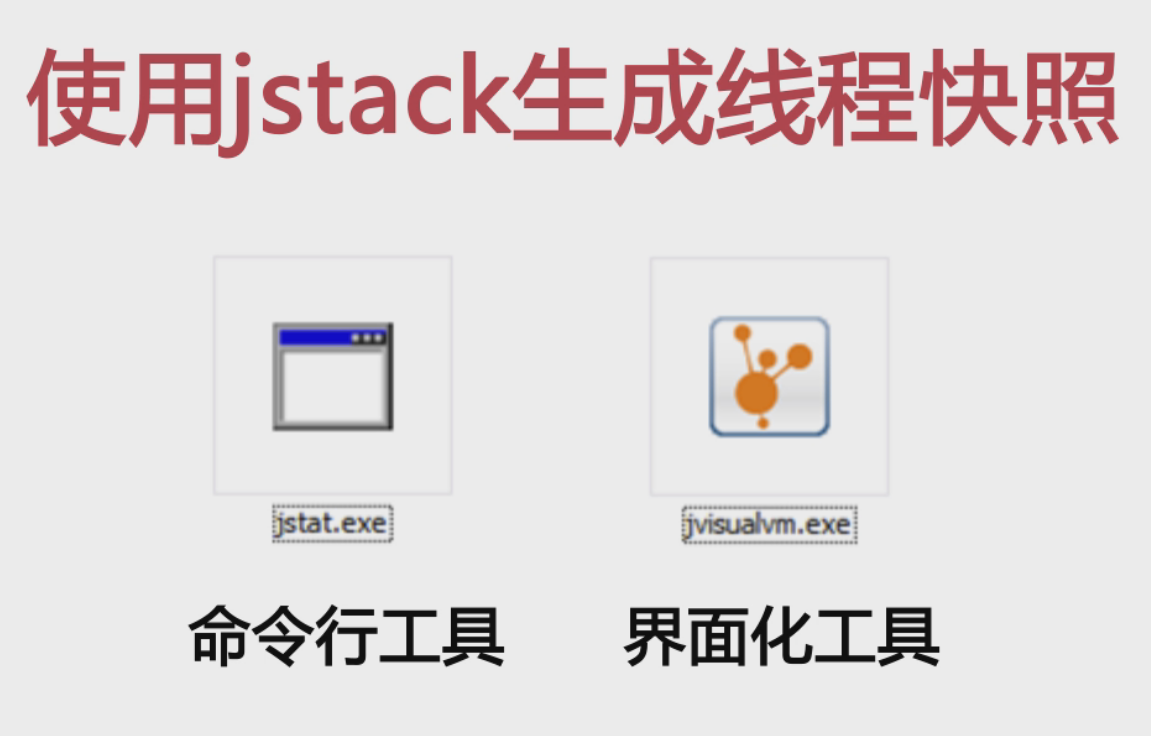 使用jstack生成线程快照
jstat.exe
jvisualvm.exe
命令行工具
界面化工具